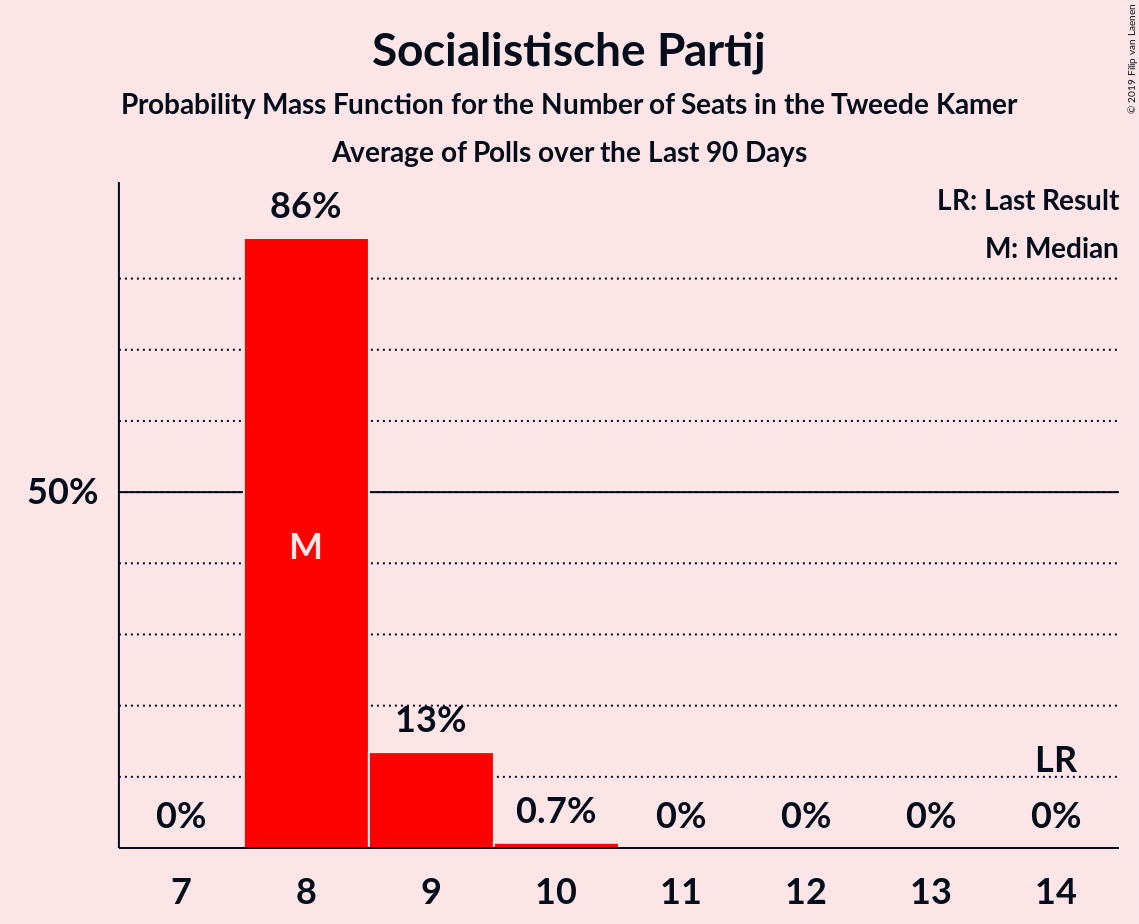 Socialistische Partij
Probability Mass Function for the Number of Seats in the Tweede Kamer
Average of Polls over the Last 90 Days
© 2019 Filip van Laenen
LR: Last Result
M: Median
86%
50%
M
13%
LR
0%
0.7%
0%
0%
0%
0%
7 8 9 10 11 12 13 14